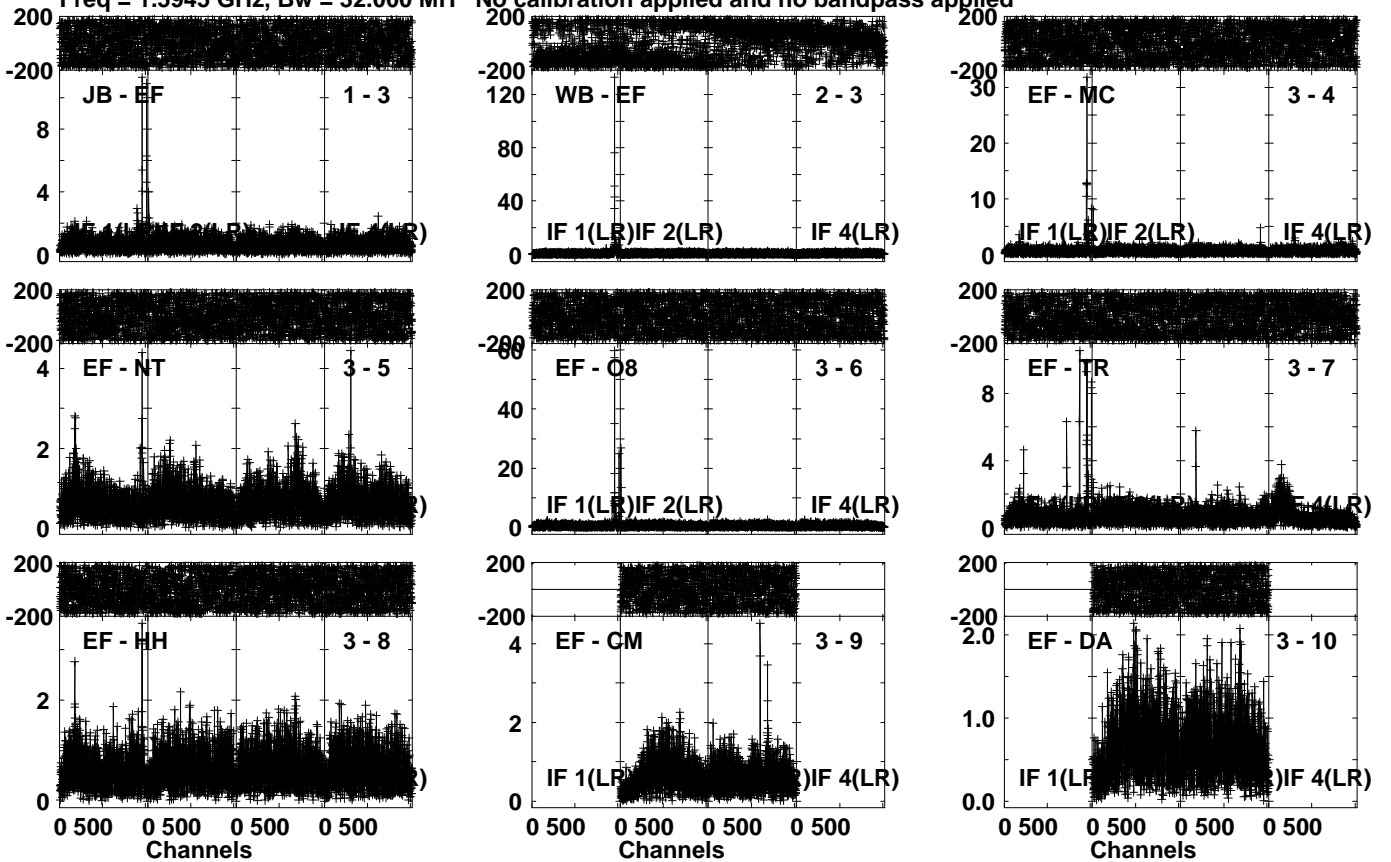 Freq = 1.5945 GHz, Bw = 32.000 MH No calibration applied and no bandpass applied
200
-200
JB - EF 1 - 3
8
4
0
IF 4(LR)
200
-200
WB - EF 2 - 3
120
80
40
0
IF 1(LR)IF 2(LR) IF 4(LR)
200
-200
EF - MC 3 - 4
30
20
10
0
IF 1(LR)IF 2(LR) IF 4(LR)
200
-200
EF - NT 3 - 5
4
2
0
200
-200
60
EF - O8 3 - 6
40
20
0
IF 1(LR)IF 2(LR) IF 4(LR)
200
-200
EF - TR 3 - 7
8
4
0
IF 4(LR)
200
-200
EF - HH 3 - 8
2
0
200
-200
EF - CM 3 - 9
4
2
0
IF 1(LR )IF 4(LR)
200
-200
EF - DA 3 - 10
2.0
1.0
0.0
IF 1(LR )IF 4(LR)
0 500 0 500 0 500 0 500
Channels
0 500 0 500 0 500 0 500
Channels
0 500 0 500 0 500 0 500
Channels